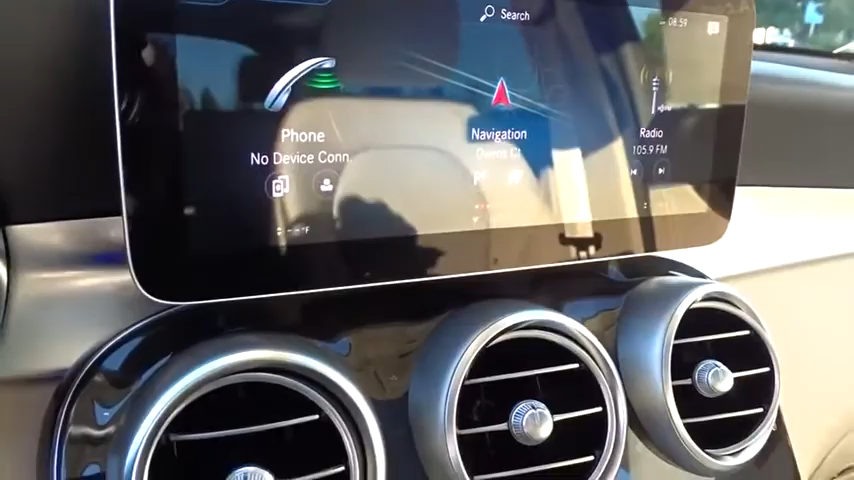 Search
08:59
Phone
No Device Conn.
Navigation
Owens Ct
Radio
105.9 FM
°F